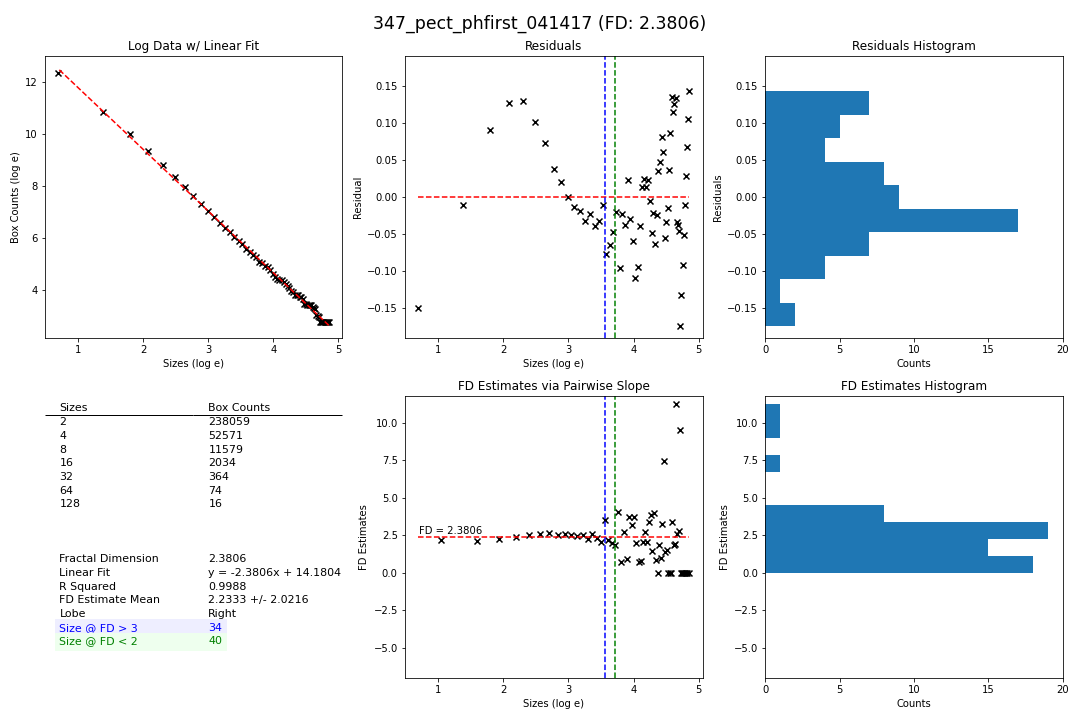 347_pect_phfirst_041417 (FD: 2.3806)
Log Data w/ Linear Fit
Box Counts (log e)
12
10
8
6
4
1 2 3 4 5
Sizes (log e)
Residuals
Residual
0.15
0.10
0.05
0.00
−0.05
−0.10
−0.15
1 2 3 4 5
Sizes (log e)
Residuals Histogram
Residuals
0.15
0.10
0.05
0.00
−0.05
−0.10
−0.15
0 5 10 15 20
Counts
Sizes Box Counts
2 238059
4 52571
8 11579
16 2034
32 364
64 74
128 16
Fractal Dimension 2.3806
Linear Fit y = -2.3806x + 14.1804
R Squared 0.9988
FD Estimate Mean 2.2333 +/- 2.0216
Lobe Right
Size @ FD > 3 34
Size @ FD < 2 40
FD Estimates via Pairwise Slope
FD Estimates
10.0
7.5
5.0
2.5
0.0
−2.5
−5.0
FD = 2.3806
1 2 3 4 5
Sizes (log e)
FD Estimates Histogram
FD Estimates
10.0
7.5
5.0
2.5
0.0
−2.5
−5.0
0 5 10 15 20
Counts